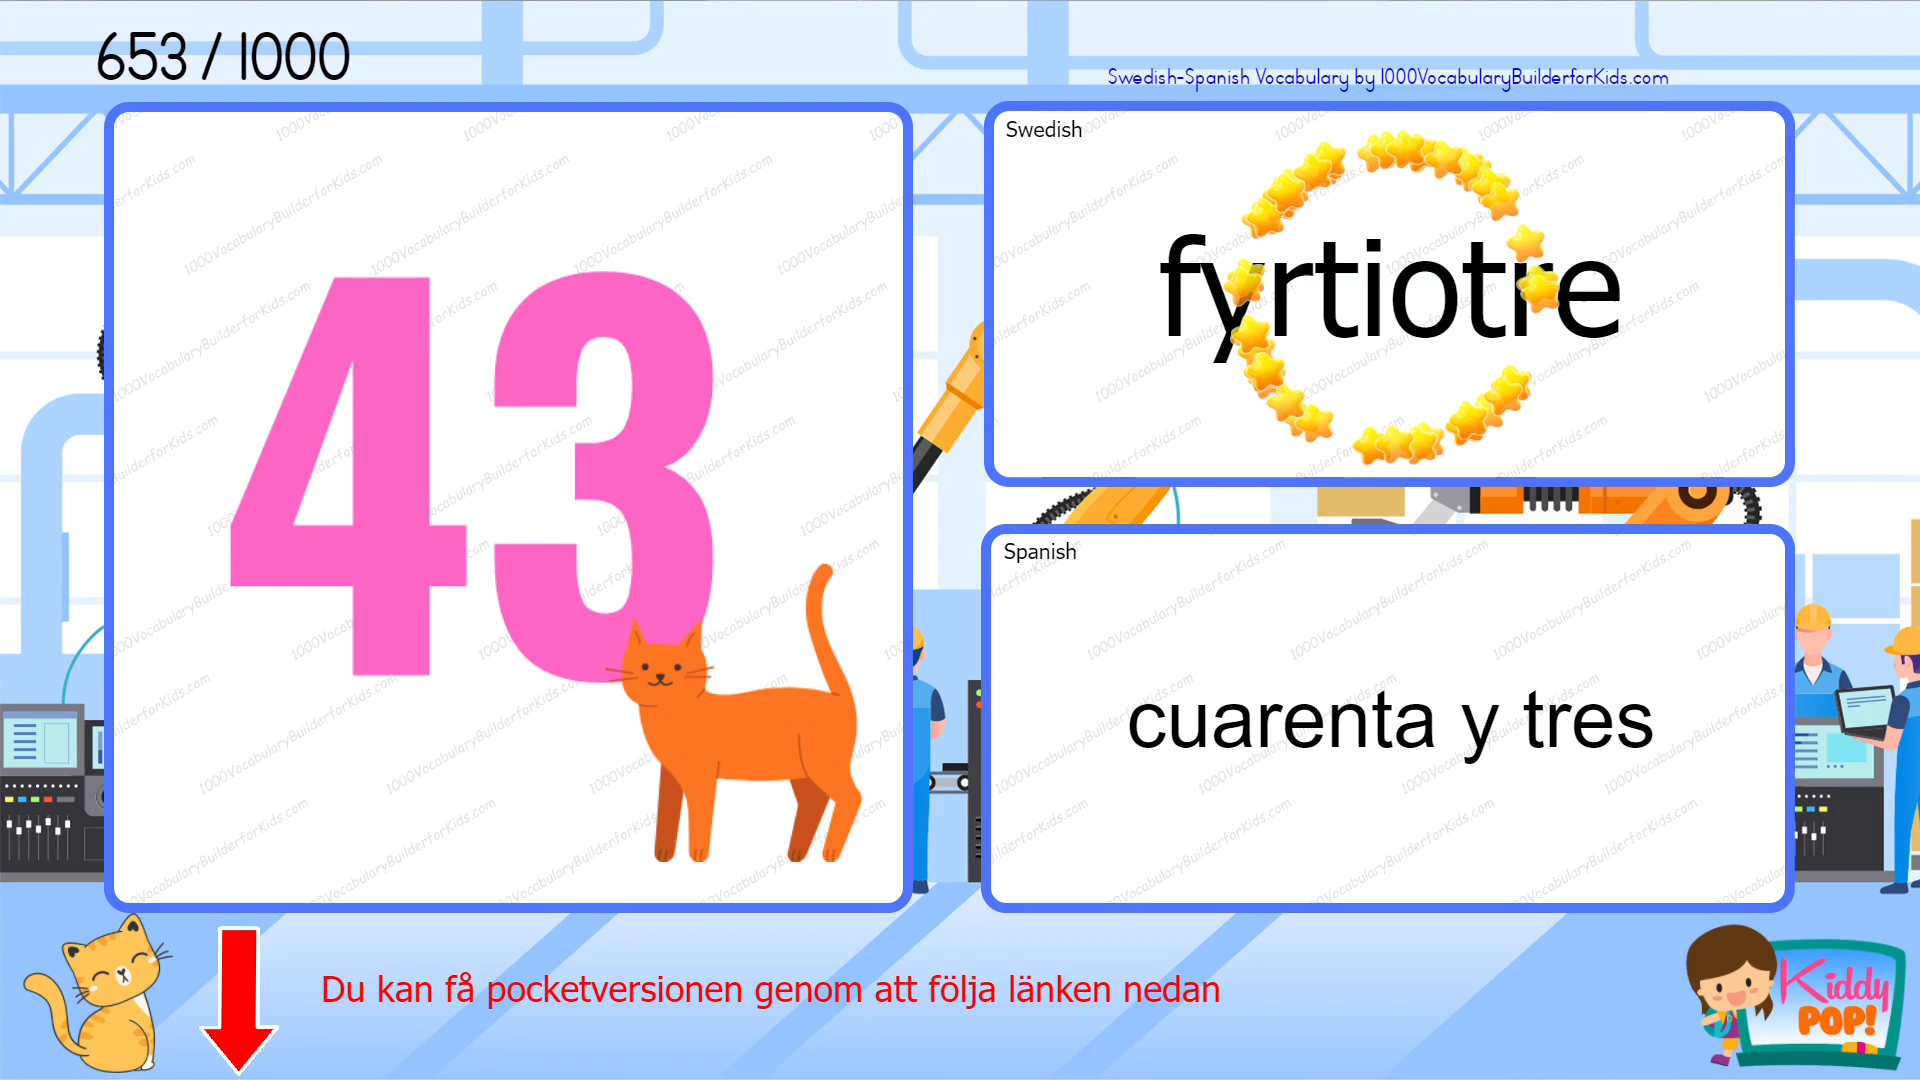 653 / 1000
Swedish-Spanish Vocabulary by 1000VocabularyBuilderforKids.com
43
Swedish
fyrtiotre
Spanish
cuarenta y tres
Du kan få pocketversionen genom att följa länken nedan
Kiddy
POP!